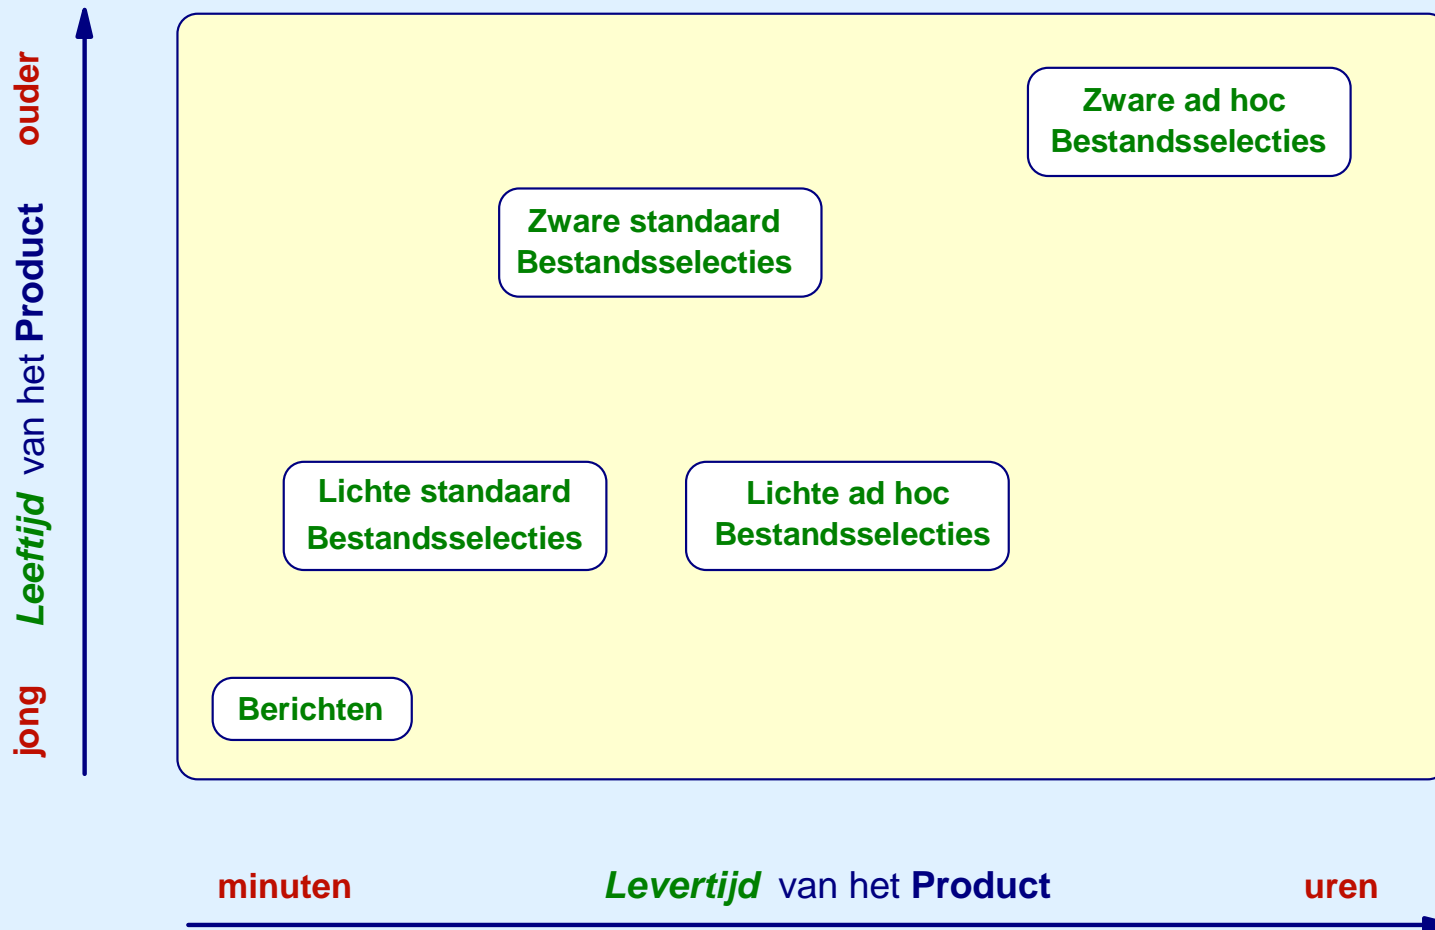 ouder
Leeftijd van het Product
jong
Zware ad hoc
Bestandsselecties
Zware standaard
Bestandsselecties
Lichte standaard
Bestandsselecties
Lichte ad hoc
Bestandsselecties
Berichten
minuten
Levertijd van het Product
uren